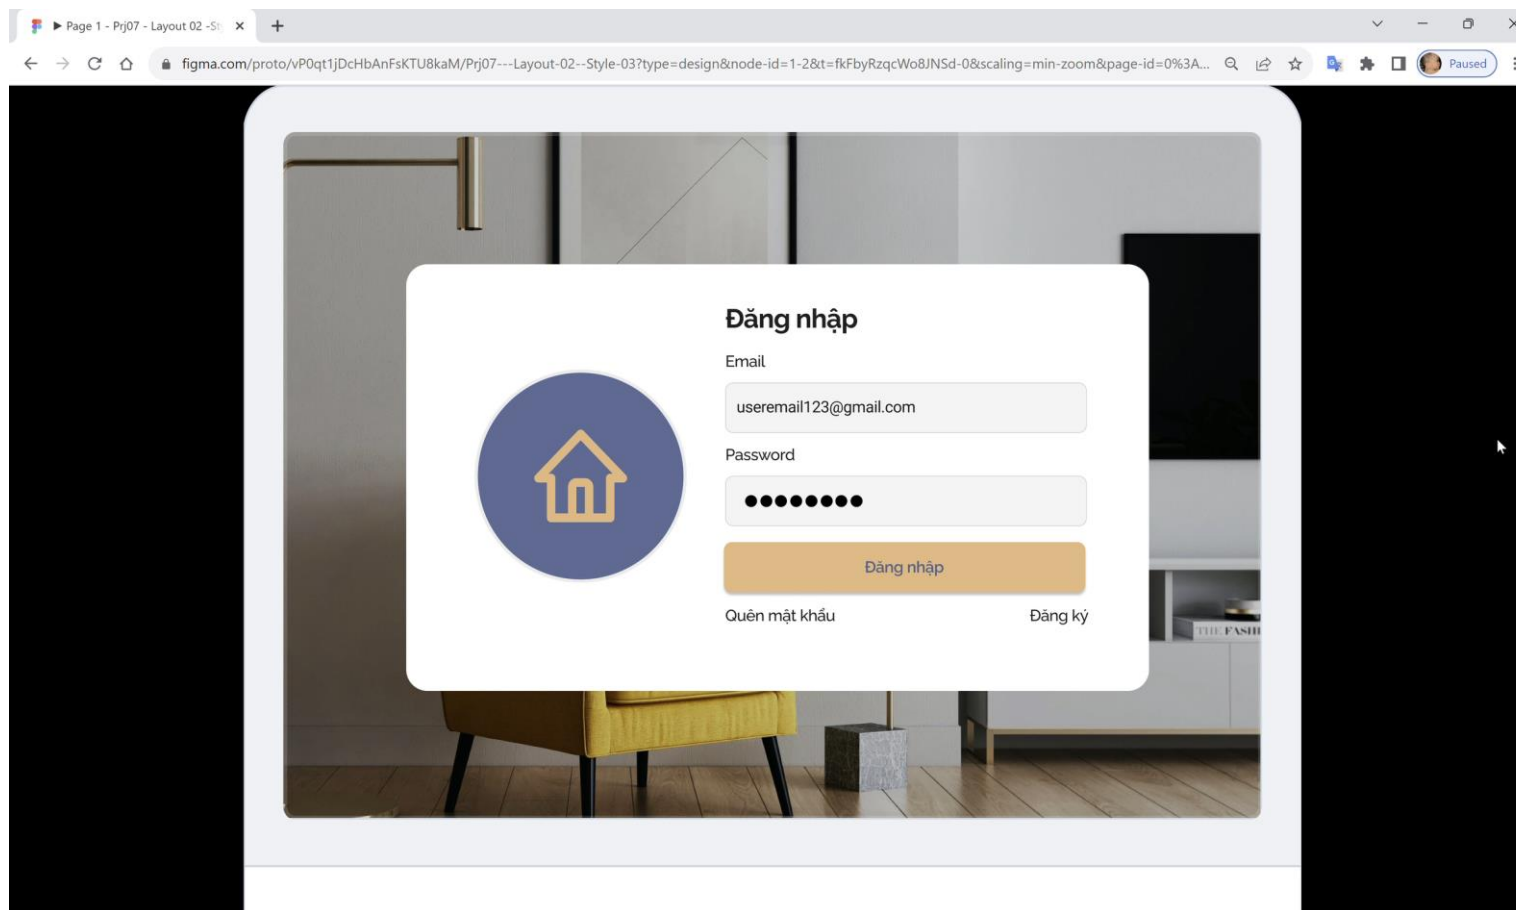 Page 1 - Prj07 - Layout 02 -St
figma.com/proto/vP0qt1jDcHbAnFsKTU8kaM/Prj07---Layout-02--Style-03?type=design&node-id=1-2&t=fkFbyRzqcWo8JNSd-0&scaling=min-zoom&page-id=0%3A...
Paused
Đăng nhập
Email
useremail123@gmail.com
Password
Đăng nhập
Quên mật khẩu
Đăng ký
THE FASHI